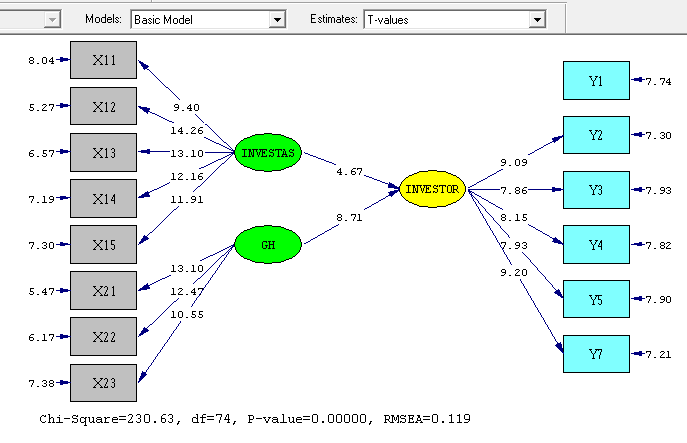 Models: Basic Model Estimates: T-values
8.04 X11
5.27 X12
6.57 X13
7.19 X14
7.30 X15
5.47 X21
6.17 X22
7.38 X23
9.40
14.26
13.10
12.16
11.91
13.10
12.47
10.55
INVESTAS
GH
4.67
8.71
INVESTOR
9.09
7.86
8.15
7.93
9.20
Y1 7.74
Y2 7.30
Y3 7.93
Y4 7.82
Y5 7.90
Y7 7.21
Chi-Square=230.63, df=74, P-value=0.00000, RMSEA=0.119